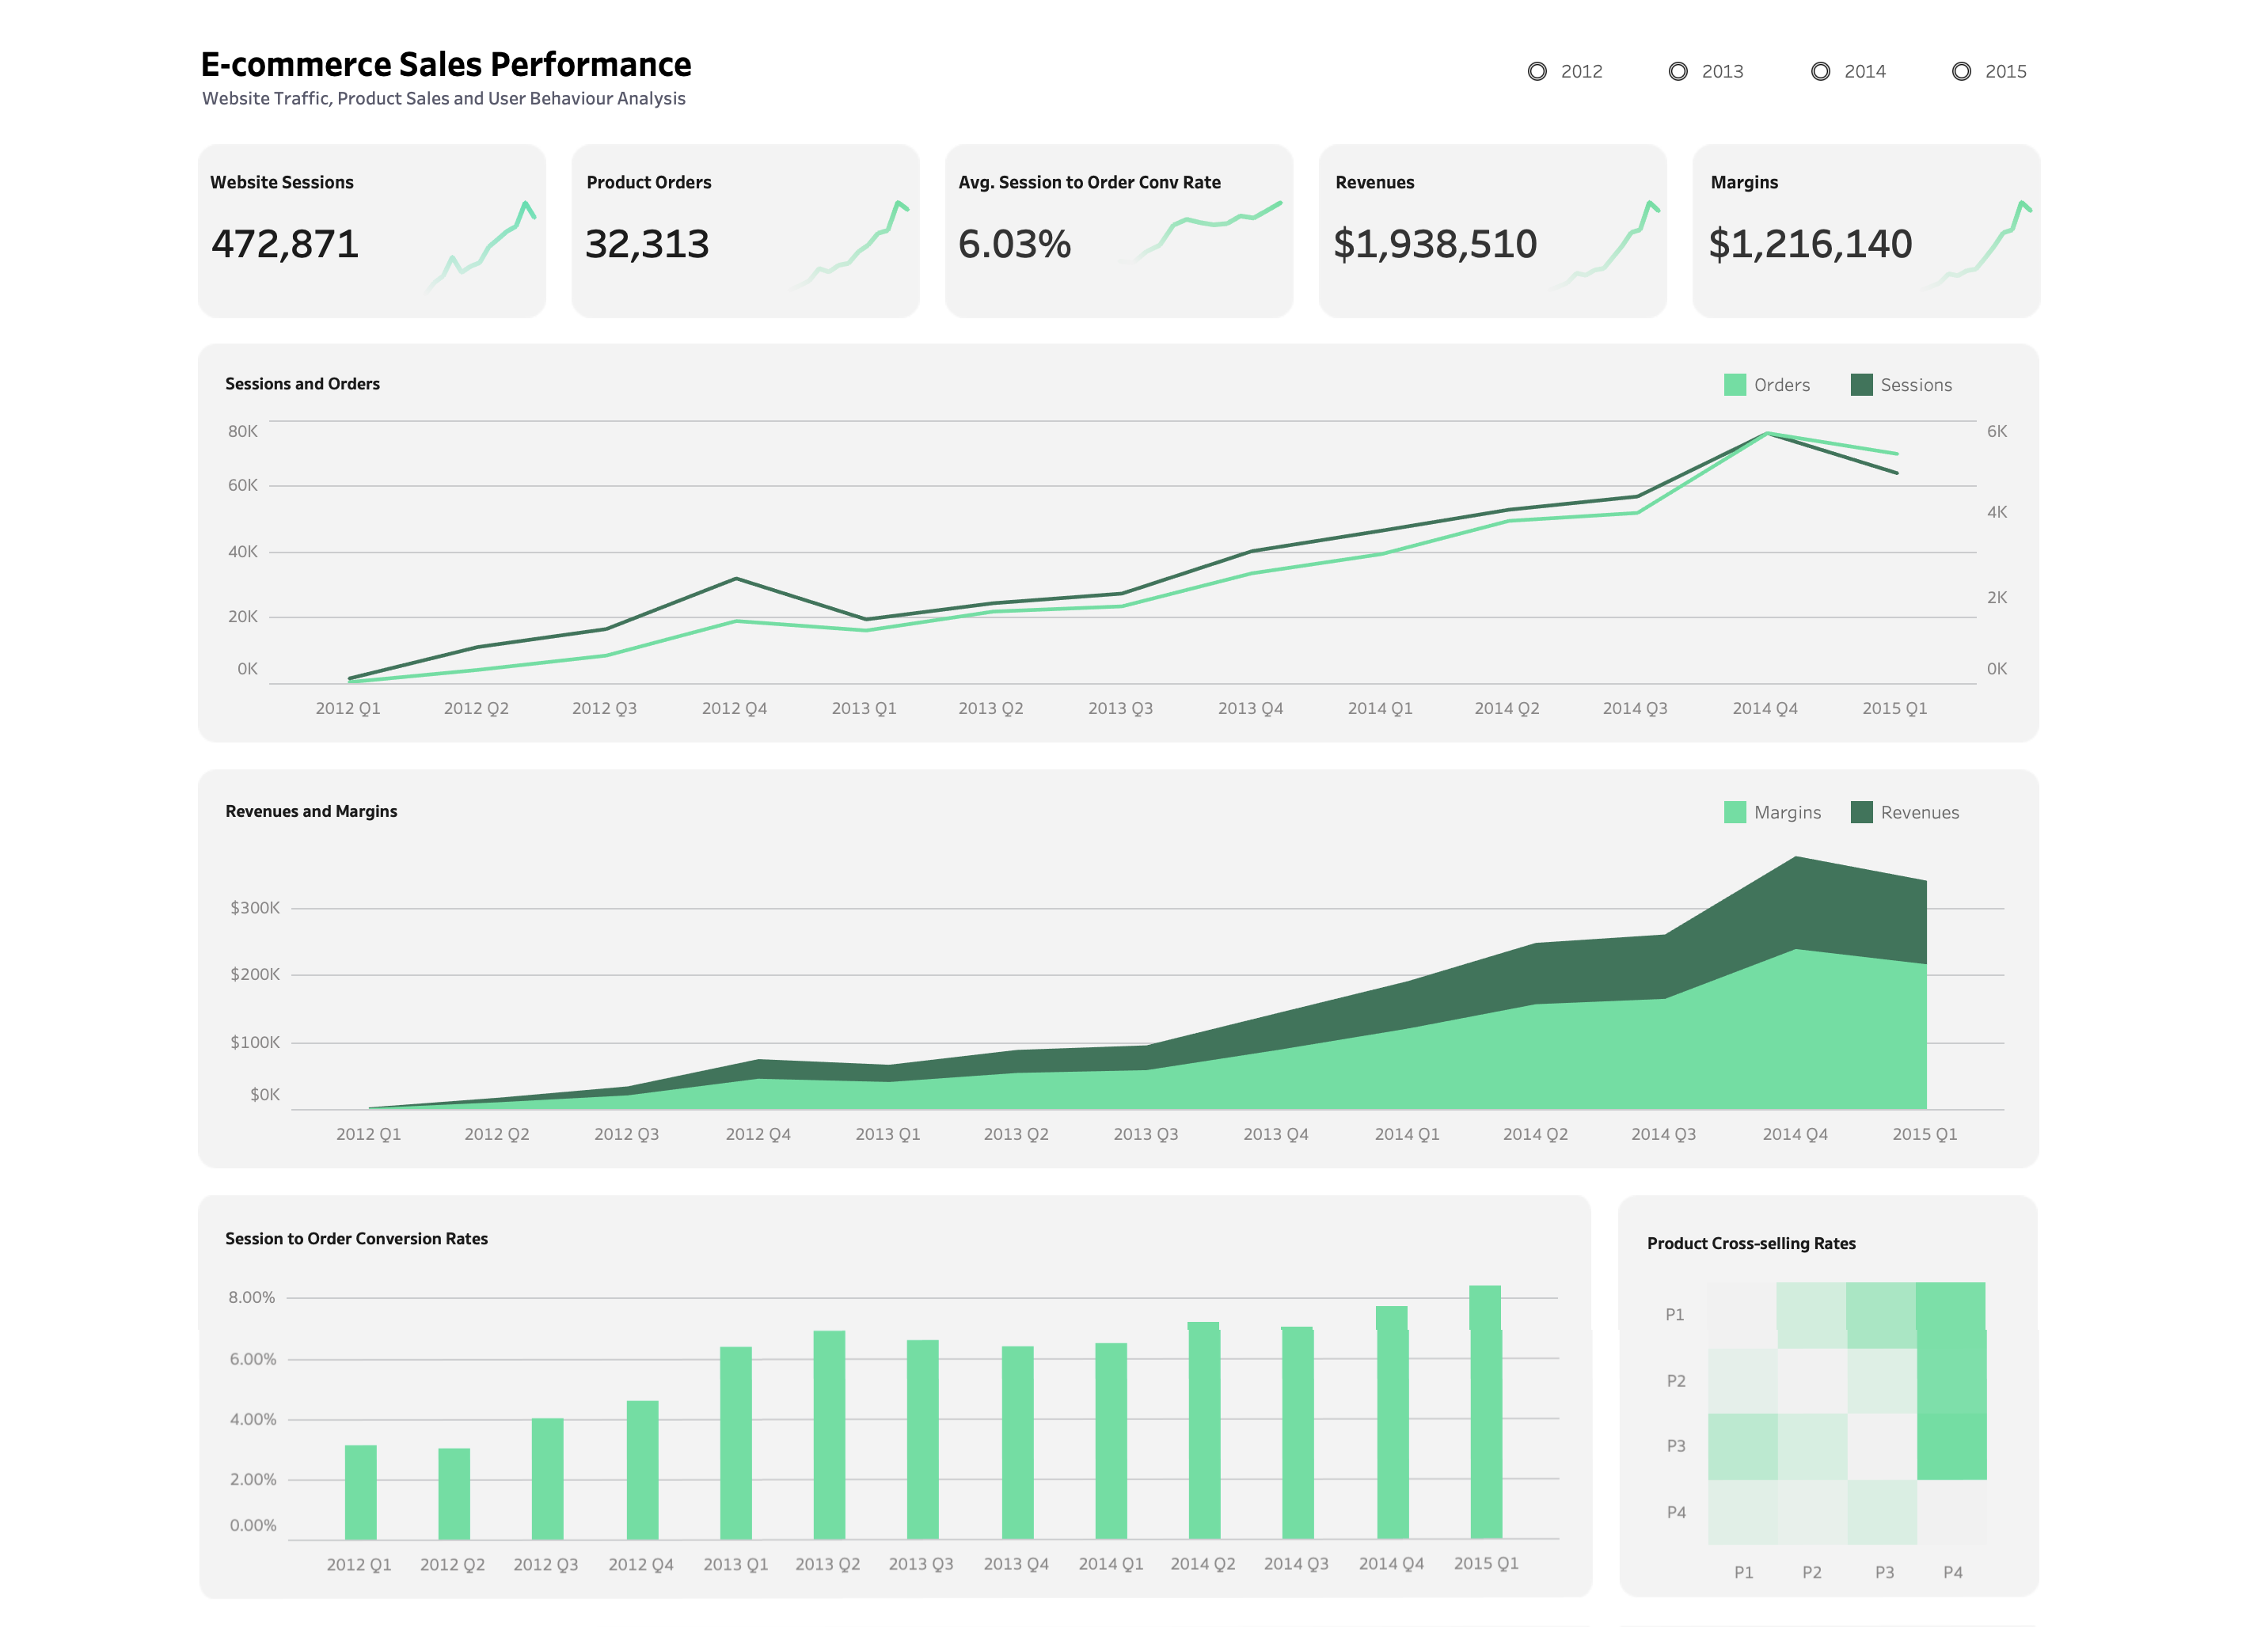 E-commerce Sales Performance
Website Traffic, Product Sales and User Behaviour Analysis
2012 2013 2014 2015
Website Sessions
472,871
Product Orders
32,313
Avg. Session to Order Conv Rate
6.03%
Revenues
$1,938,510
Margins
$1,216,140
Sessions and Orders
Orders Sessions
80K
60K
40K
20K
0K
6K
4K
2K
0K
2012 Q1 2012 Q2 2012 Q3 2012 Q4 2013 Q1 2013 Q2 2013 Q3 2013 Q4 2014 Q1 2014 Q2 2014 Q3 2014 Q4 2015 Q1
Revenues and Margins
Margins Revenues
$300K
$200K
$100K
$0K
2012 Q1 2012 Q2 2012 Q3 2012 Q4 2013 Q1 2013 Q2 2013 Q3 2013 Q4 2014 Q1 2014 Q2 2014 Q3 2014 Q4 2015 Q1
Session to Order Conversion Rates
8.00%
6.00%
4.00%
2.00%
0.00%
2012 Q1 2012 Q2 2012 Q3 2012 Q4 2013 Q1 2013 Q2 2013 Q3 2013 Q4 2014 Q1 2014 Q2 2014 Q3 2014 Q4 2015 Q1
Product Cross-selling Rates
P1
P2
P3
P4
P1 P2 P3 P4